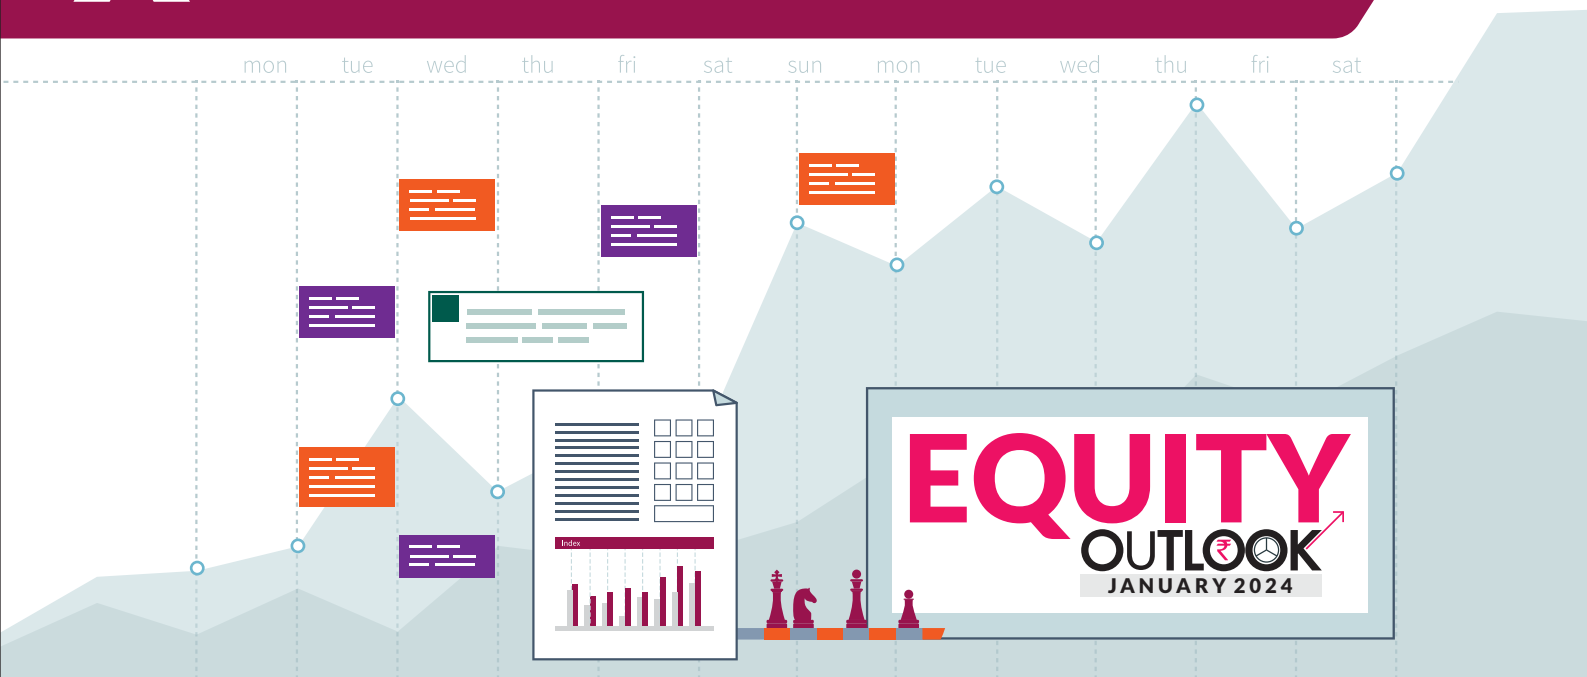 mon tue wed thu fri sat sun mon tue wed thu fri sat
Index
EQUITY
OUTLOOK
JANUARY 2024